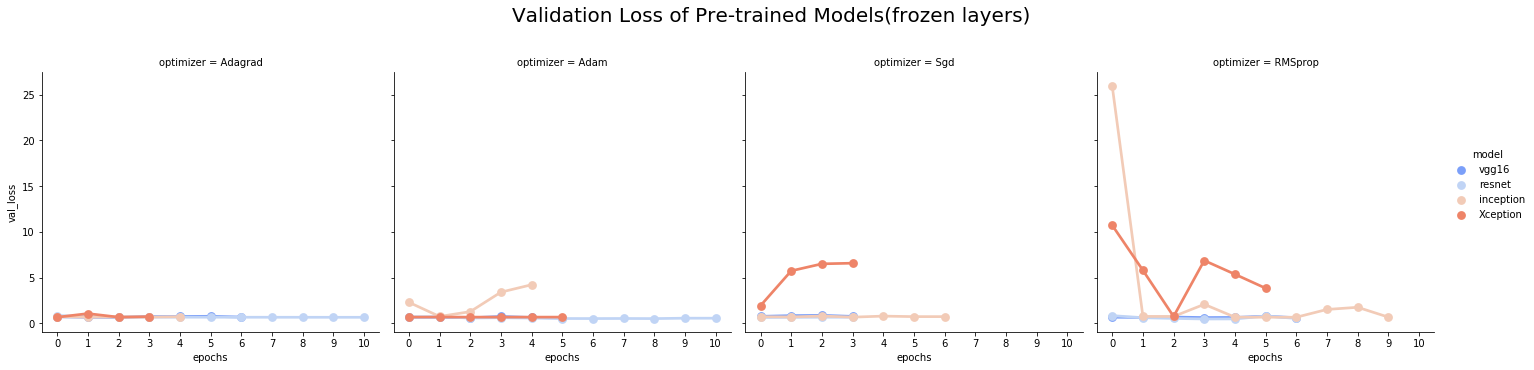 Validation Loss of Pre-trained Models(frozen layers)
optimizer = Adagrad
optimizer = Adam
optimizer = Sgd
optimizer = RMSprop
val_loss
25
20
15
10
5
0
0 1 2 3 4 5 6 7 8 9 10
0 1 2 3 4 5 6 7 8 9 10
0 1 2 3 4 5 6 7 8 9 10
0 1 2 3 4 5 6 7 8 9 10
epochs
epochs
epochs
epochs
model
vgg16
resnet
inception
Xception